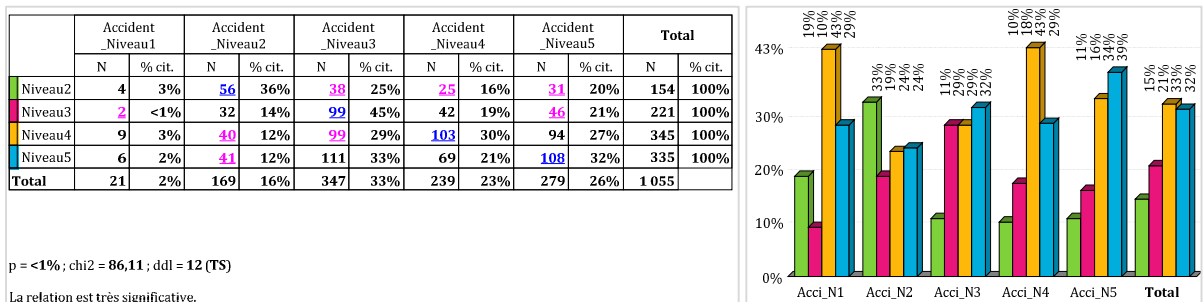 Accident _Niveau1 Accident _Niveau2 Accident _Niveau3 Accident _Niveau4 Accident _Niveau5 Total
N % cit. N % cit. N % cit. N % cit. N % cit. N % cit.
Niveau2 4 3% 56 36% 38 25% 25 16% 31 20% 154 100%
Niveau3 2 <1% 32 14% 99 45% 42 19% 46 21% 221 100%
Niveau4 9 3% 40 12% 99 29% 103 30% 94 27% 345 100%
Niveau5 6 2% 41 12% 111 33% 69 21% 108 32% 335 100%
Total 21 2% 169 16% 347 33% 239 23% 279 26% 1 055
p = <1% ; chi2 = 86,11 ; ddl = 12 (TS)
La relation est très significative.
19% 10% 43% 29%
33% 19% 24% 24%
11% 29% 29% 32%
10% 18% 43% 29%
11% 16% 34% 39%
15% 21% 33% 32%
43%
30%
20%
10%
0%
Acci_N1 Acci_N2 Acci_N3 Acci_N4 Acci_N5 Total